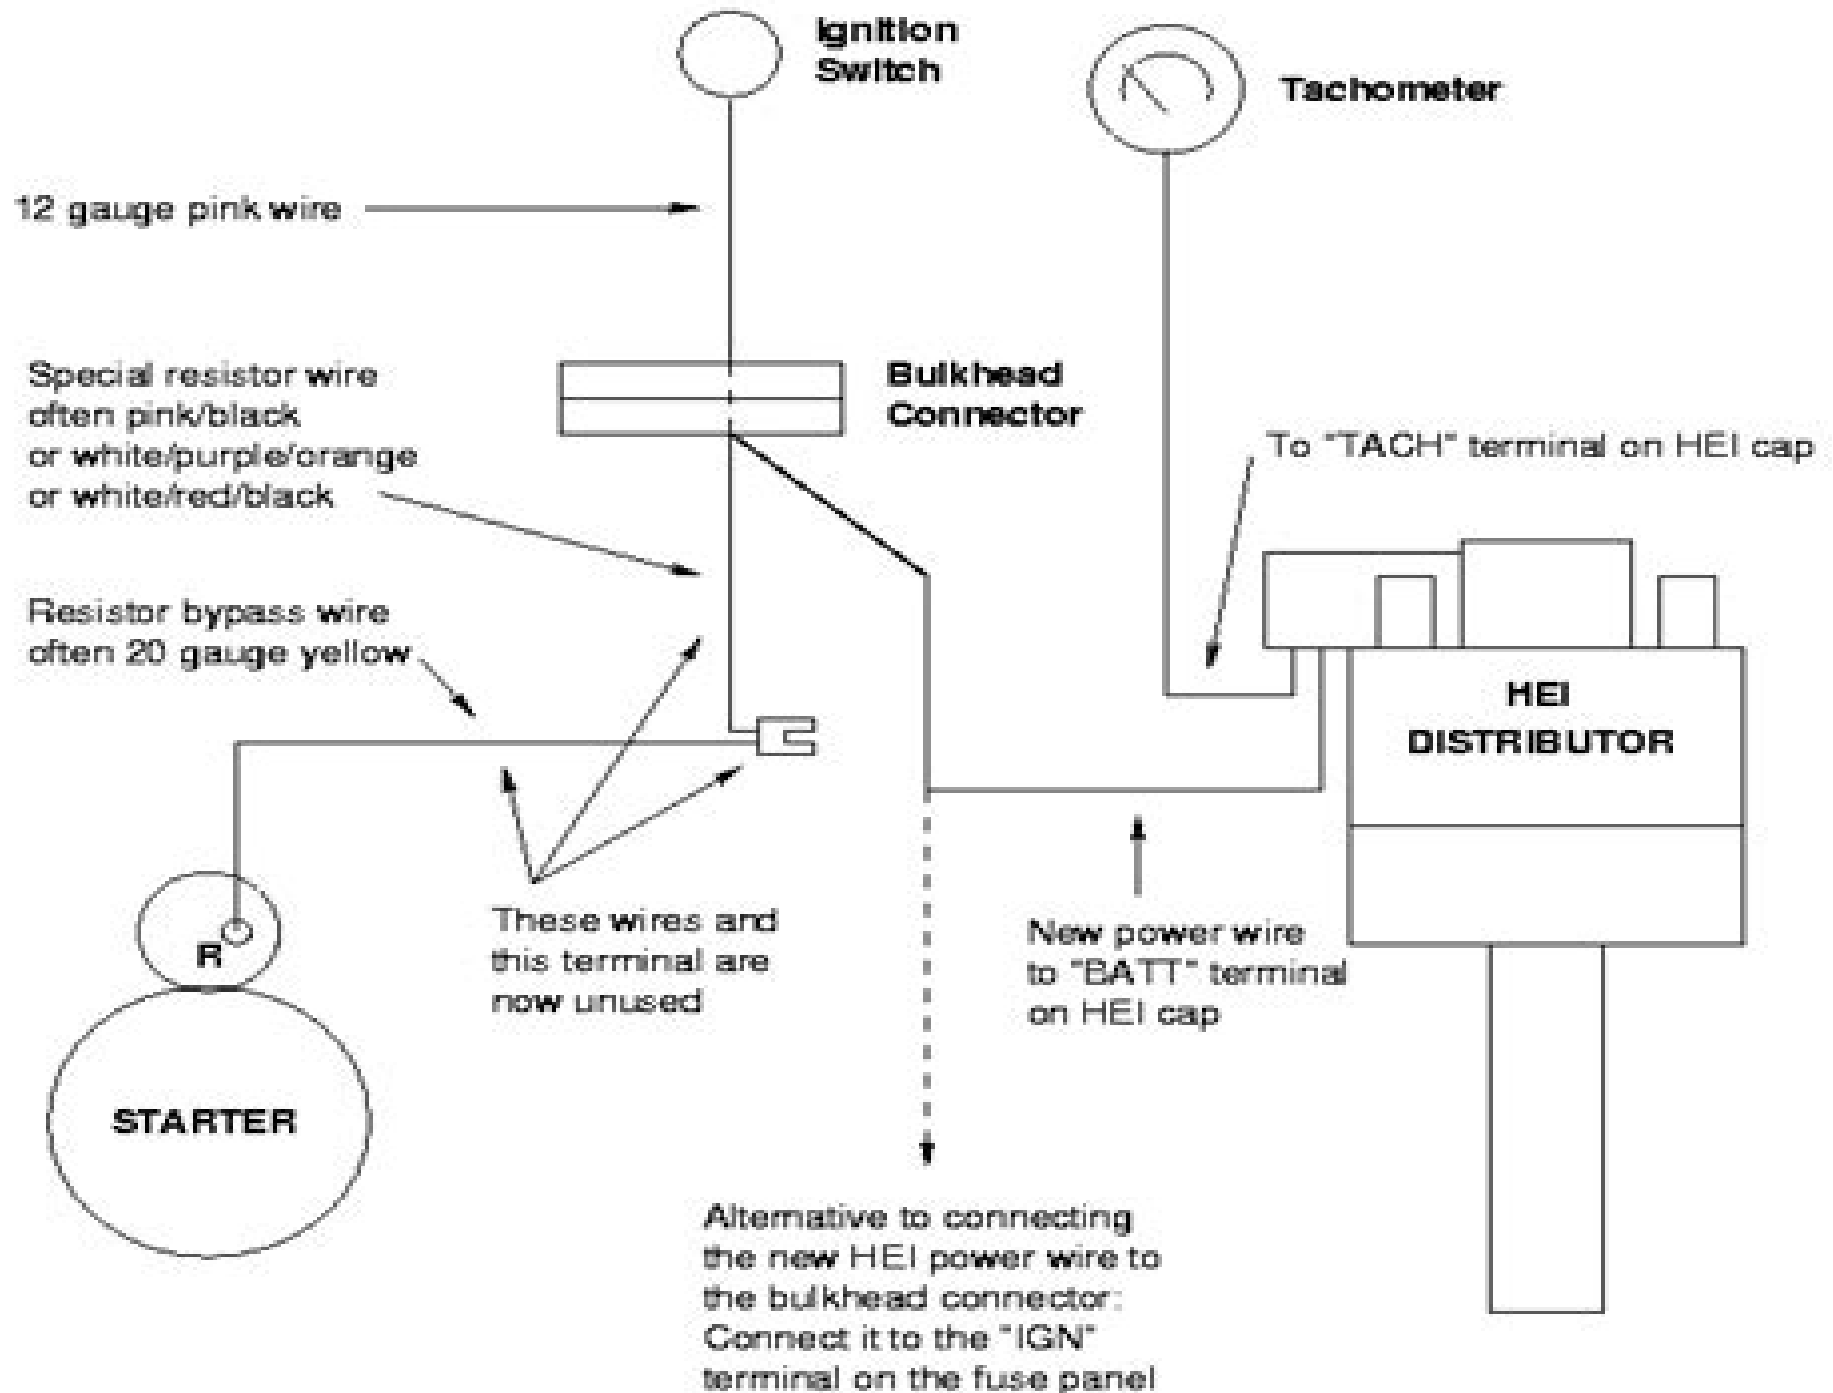 Ignition
Switch
Tachometer
12 gauge pink wire
Special resistor wire
often pink/black
or white/purple/orange
or white/red/black
Bulkhead
Connector
To "TACH" terminal on HEI cap
Resistor bypass wire
often 20 gauge yellow
HEI
DISTRIBUTOR
R
STARTER
These wires and
this terminal are
now unused
New power wire
to "BATT" terminal
on HEI cap
Alternative to connecting
the new HEI power wire to
the bulkhead connector:
Connect it to the "IGN"
terminal on the fuse panel